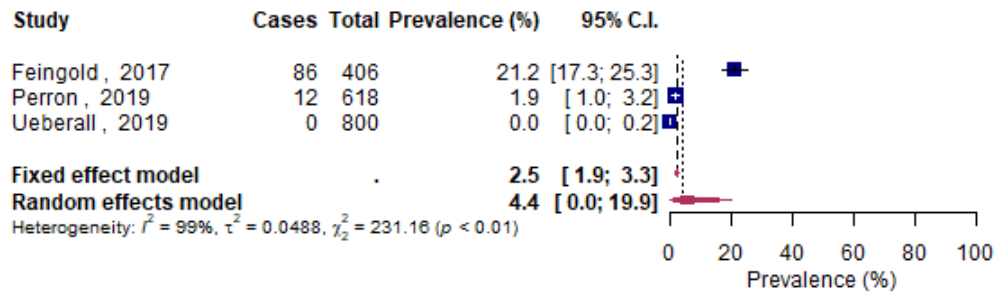 Study Cases Total Prevalence (%) 95% C.I.
Feingold , 2017 86 406 21.2 [17.3; 25.3]
Perron , 2019 12 618 1.9 [ 1.0; 3.2]
Ueberall , 2019 0 800 0.0 [ 0.0; 0.2]
Fixed effect model . 2.5 [ 1.9; 3.3]
Random effects model 4.4 [ 0.0; 19.9]
Heterogeneity: I² = 99%, τ² = 0.0488, χ²₂ = 231.16 (p < 0.01)
0 20 40 60 80 100
Prevalence (%)